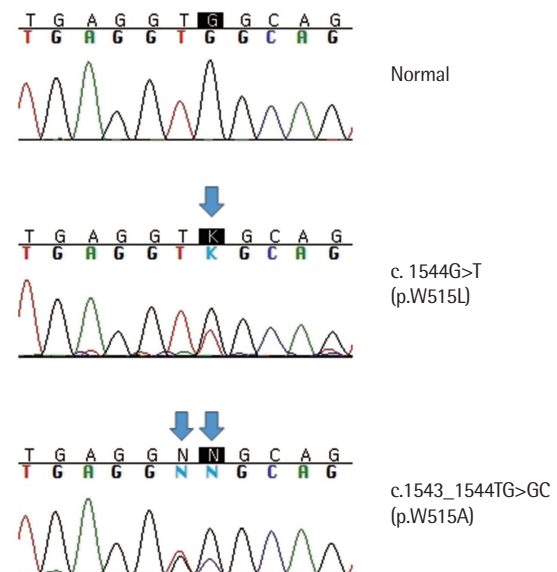 T G A G G T G G C A G
T G A G G T G G C A G
Normal
T G A G G T K G C A G
T G A G G T K G C A G
c. 1544G>T
(p.W515L)
T G A G G N N G C A G
T G A G G N N G C A G
c.1543_1544TG>GC
(p.W515A)